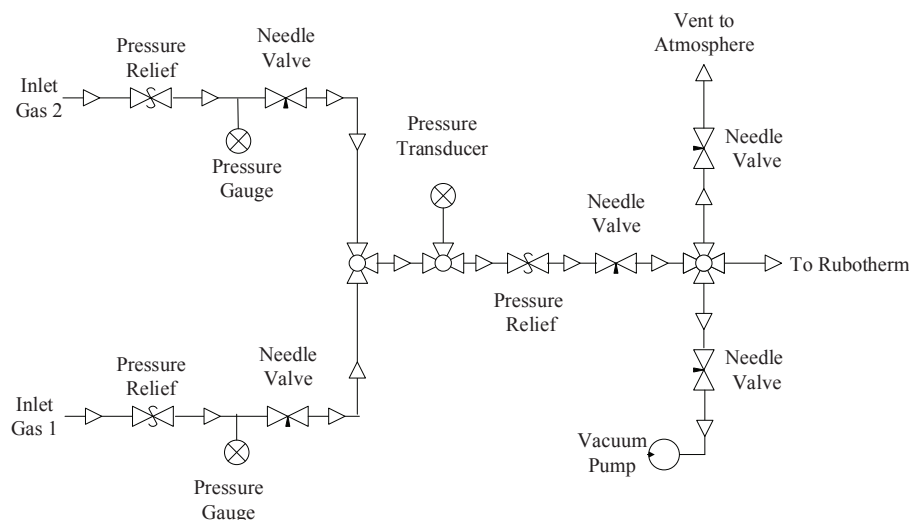 Vent to
Atmosphere
Needle
Valve
Pressure
Relief
Inlet
Gas 2
Pressure
Gauge
Pressure
Transducer
Needle
Valve
Needle
Valve
To Rubotherm
Pressure
Relief
Pressure
Relief
Needle
Valve
Needle
Valve
Inlet
Gas 1
Vacuum
Pump
Pressure
Gauge